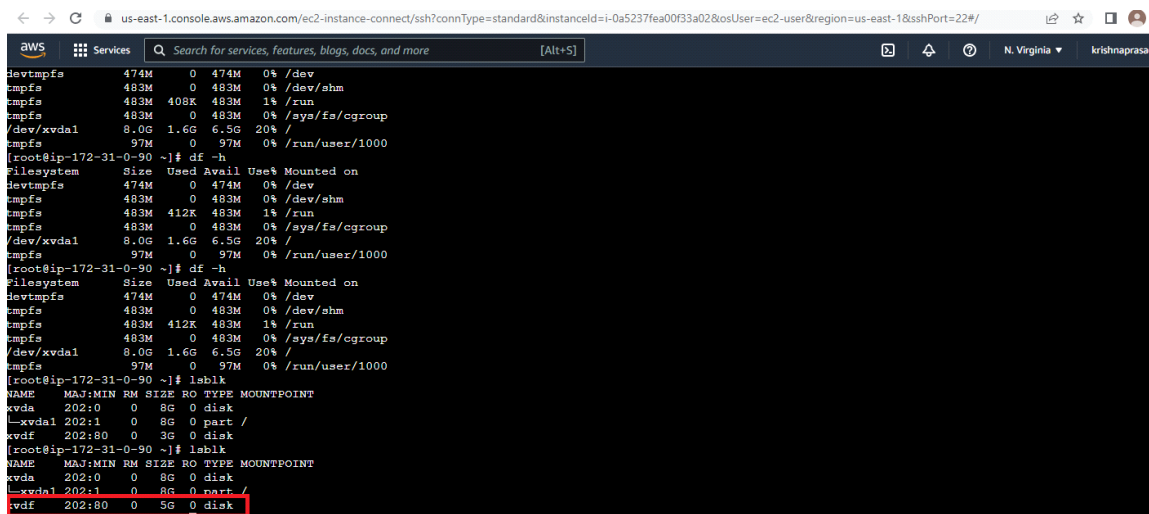 us-east-1.console.aws.amazon.com/ec2-instance-connect/ssh?connType=standard&instanceId=i-0a5237fea00f33a02&osUser=ec2-user&region=us-east-1&sshPort=22#/
aws Services Search for services, features, blogs, docs, and more [Alt+S] N. Virginia ▼ krishnaprasa
devtmpfs 474M 0 474M 0% /dev
tmpfs 483M 0 483M 0% /dev/shm
tmpfs 483M 408K 483M 1% /run
tmpfs 483M 0 483M 0% /sys/fs/cgroup
/dev/xvda1 8.0G 1.6G 6.5G 20% /
tmpfs 97M 0 97M 0% /run/user/1000
[root@ip-172-31-0-90 ~]# df -h
Filesystem Size Used Avail Use% Mounted on
devtmpfs 474M 0 474M 0% /dev
tmpfs 483M 0 483M 0% /dev/shm
tmpfs 483M 412K 483M 1% /run
tmpfs 483M 0 483M 0% /sys/fs/cgroup
/dev/xvda1 8.0G 1.6G 6.5G 20% /
tmpfs 97M 0 97M 0% /run/user/1000
[root@ip-172-31-0-90 ~]# df -h
Filesystem Size Used Avail Use% Mounted on
devtmpfs 474M 0 474M 0% /dev
tmpfs 483M 0 483M 0% /dev/shm
tmpfs 483M 412K 483M 1% /run
tmpfs 483M 0 483M 0% /sys/fs/cgroup
/dev/xvda1 8.0G 1.6G 6.5G 20% /
tmpfs 97M 0 97M 0% /run/user/1000
[root@ip-172-31-0-90 ~]# lsblk
NAME MAJ:MIN RM SIZE RO TYPE MOUNTPOINT
xvda 202:0 0 8G 0 disk
└─xvda1 202:1 0 8G 0 part /
xvdf 202:80 0 3G 0 disk
[root@ip-172-31-0-90 ~]# lsblk
NAME MAJ:MIN RM SIZE RO TYPE MOUNTPOINT
xvda 202:0 0 8G 0 disk
└─xvda1 202:1 0 8G 0 part /
xvdf 202:80 0 5G 0 disk